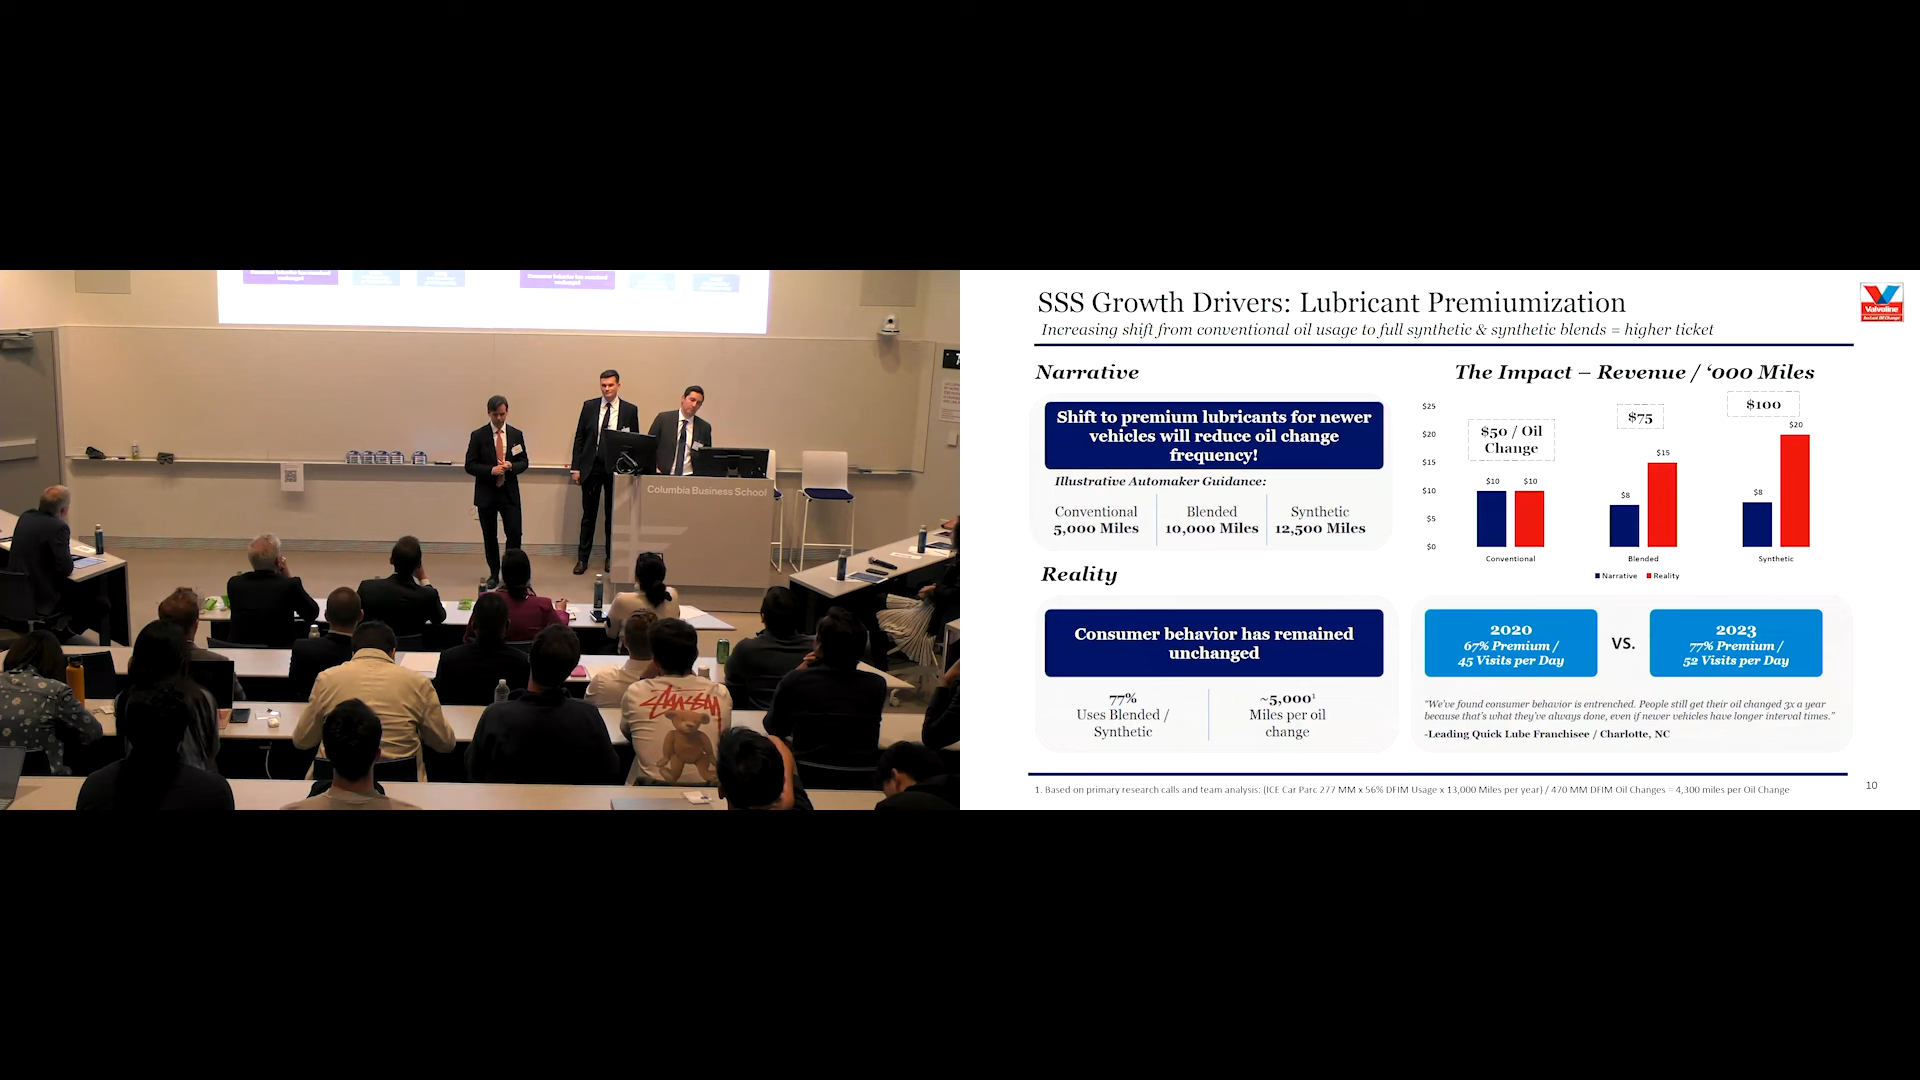 Columbia Business School
STUSSY
SSS Growth Drivers: Lubricant Premiumization
Increasing shift from conventional oil usage to full synthetic & synthetic blends = higher ticket
Valvoline
Instant Oil Change
Narrative
Shift to premium lubricants for newer
vehicles will reduce oil change
frequency!
Illustrative Automaker Guidance:
Conventional
5,000 Miles
Blended
10,000 Miles
Synthetic
12,500 Miles
Reality
Consumer behavior has remained
unchanged
77%
Uses Blended /
Synthetic
~5,000¹
Miles per oil
change
The Impact – Revenue / ‘000 Miles
$25
$20
$15
$10
$5
$0
$50 / Oil
Change
$75
$100
$10
$10
$8
$15
$8
$20
Conventional
Blended
Synthetic
Narrative
Reality
2020
67% Premium /
45 Visits per Day
VS.
2023
77% Premium /
52 Visits per Day
"We've found consumer behavior is entrenched. People still get their oil changed 3x a year
because that's what they've always done, even if newer vehicles have longer interval times."
-Leading Quick Lube Franchisee / Charlotte, NC
1. Based on primary research calls and team analysis: (ICE Car Parc 277 MM x 56% DFIM Usage x 13,000 Miles per year) / 470 MM DFIM Oil Changes = 4,300 miles per Oil Change
10